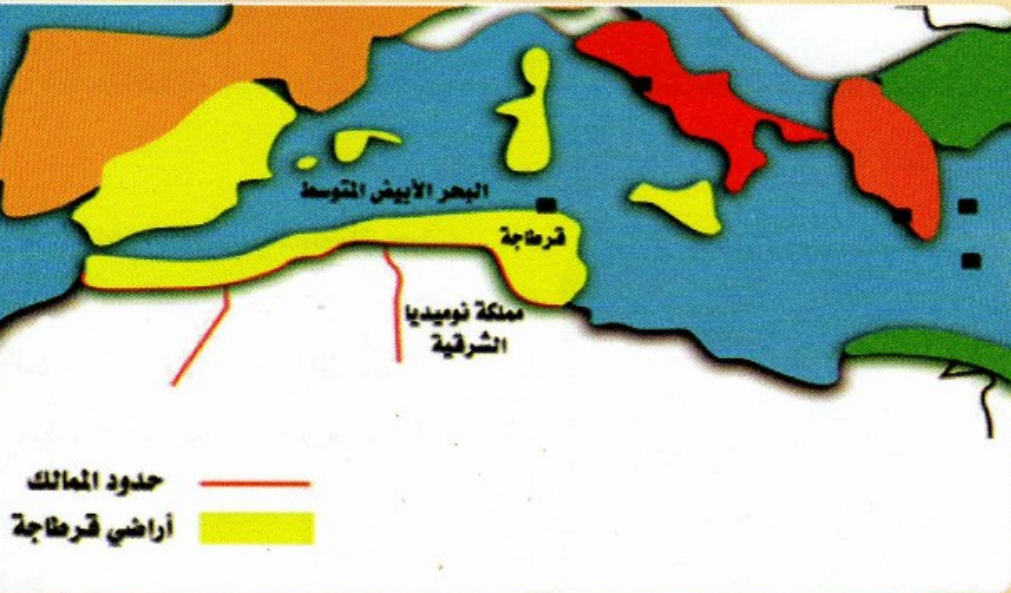 البحر الأبيض المتوسط
قرطاجة
مملكة نوميديا
الشرقية
حدود الممالك
أراضي قرطاجة